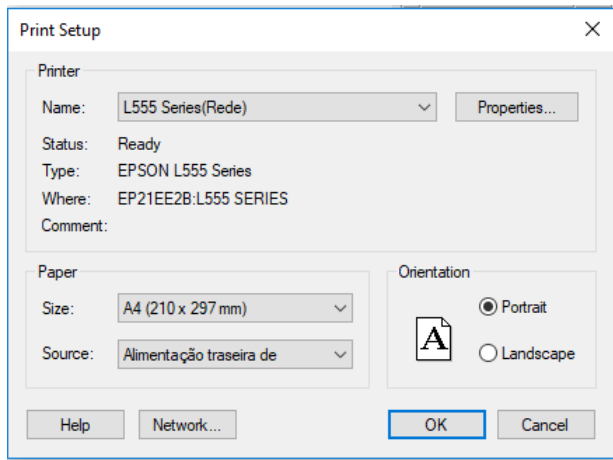 Print Setup
Printer
Name: L555 Series(Rede) Properties...
Status: Ready
Type: EPSON L555 Series
Where: EP21EE2B:L555 SERIES
Comment:
Paper
Size: A4 (210 x 297 mm)
Source: Alimentação traseira de
Orientation
A
Portrait
Landscape
Help Network... OK Cancel